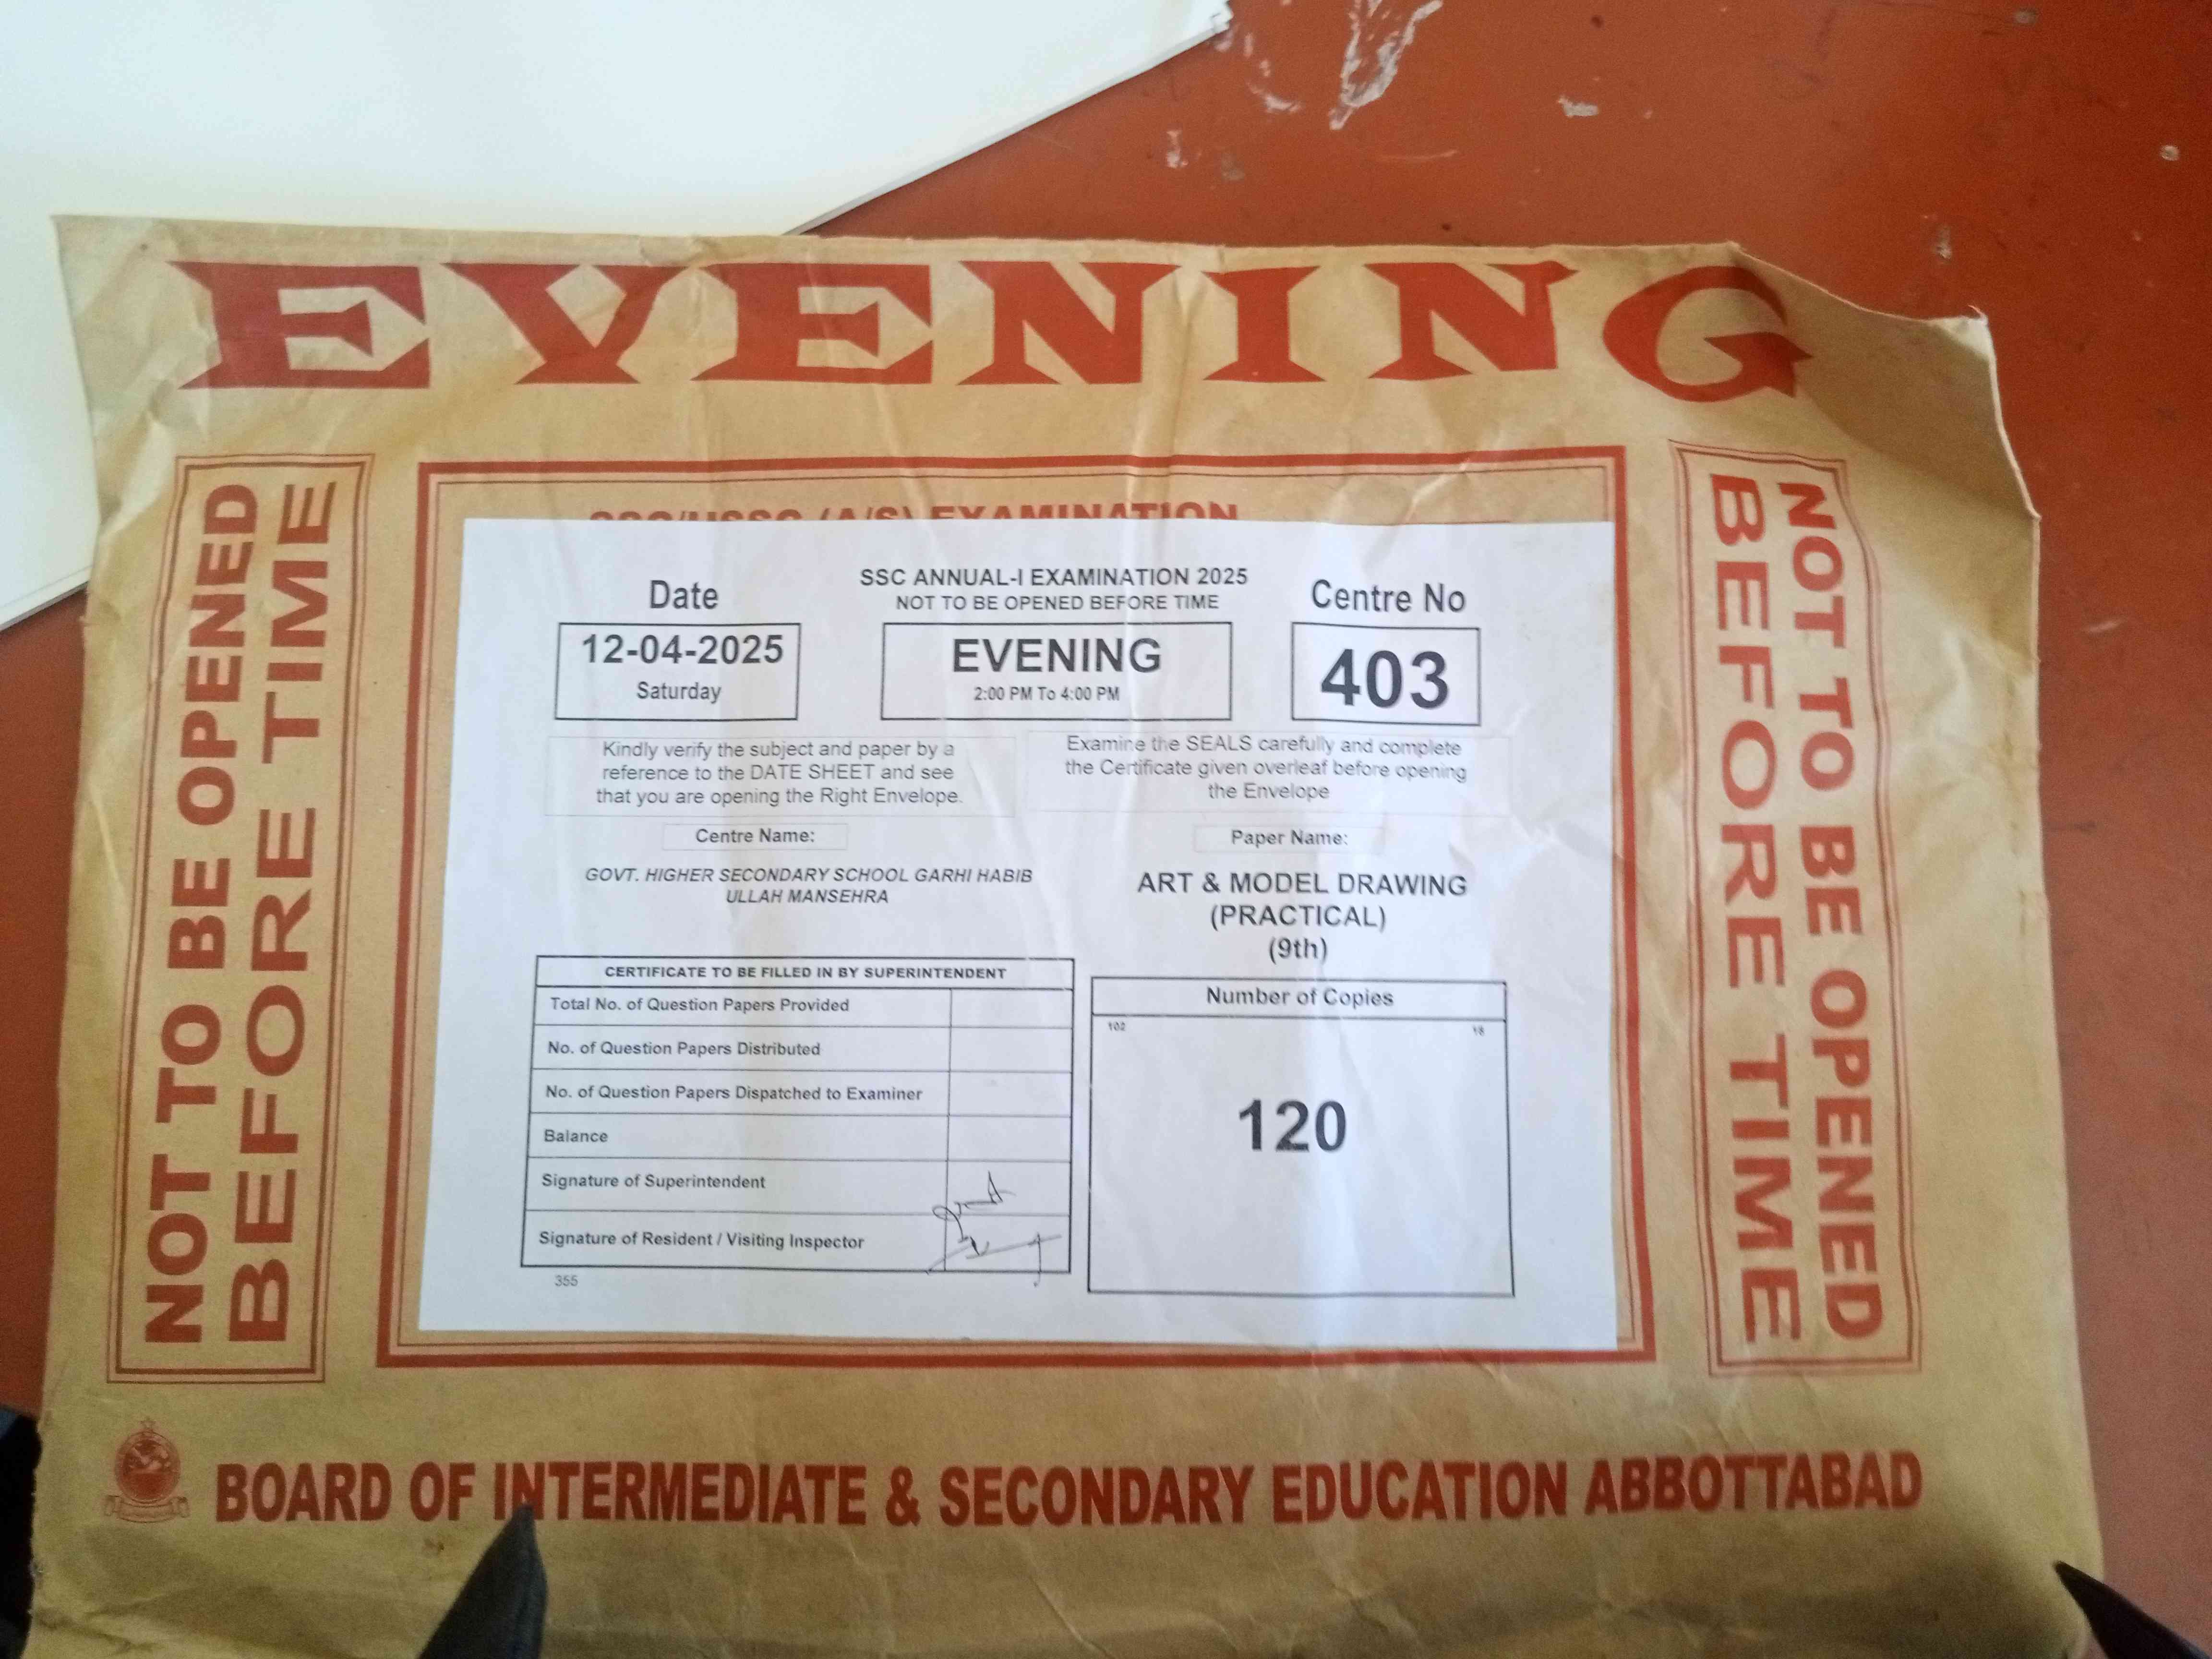 EVENING
NOT TO BE OPENED
BEFORE TIME
SSC/HSSC (A/S) EXAMINATION
SSC ANNUAL-I EXAMINATION 2025
NOT TO BE OPENED BEFORE TIME
Date
12-04-2025
Saturday
EVENING
2:00 PM To 4:00 PM
Centre No
403
Kindly verify the subject and paper by a
reference to the DATE SHEET and see
that you are opening the Right Envelope.
Examine the SEALS carefully and complete
the Certificate given overleaf before opening
the Envelope
Centre Name:
GOVT. HIGHER SECONDARY SCHOOL GARHI HABIB
ULLAH MANSEHRA
Paper Name:
ART & MODEL DRAWING
(PRACTICAL)
(9th)
CERTIFICATE TO BE FILLED IN BY SUPERINTENDENT
Total No. of Question Papers Provided
No. of Question Papers Distributed
No. of Question Papers Dispatched to Examiner
Balance
Signature of Superintendent
Signature of Resident / Visiting Inspector
355
Number of Copies
102 18
120
NOT TO BE OPENED
BEFORE TIME
BOARD OF INTERMEDIATE & SECONDARY EDUCATION ABBOTTABAD